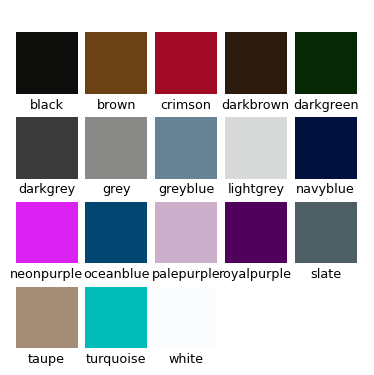 black brown crimson darkbrown darkgreen
darkgrey grey greyblue lightgrey navyblue
neonpurple oceanblue palepurple royalpurple slate
taupe turquoise white